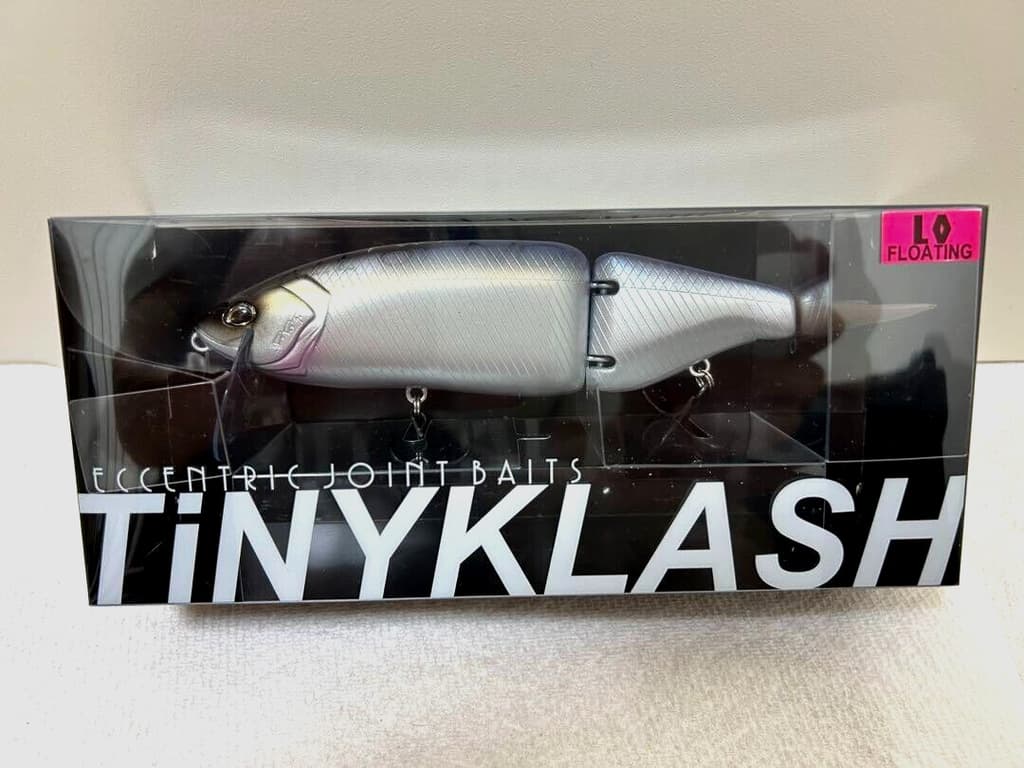 LO
FLOATING
ECCENTRIC JOINT BAITS
TiNYKLASH